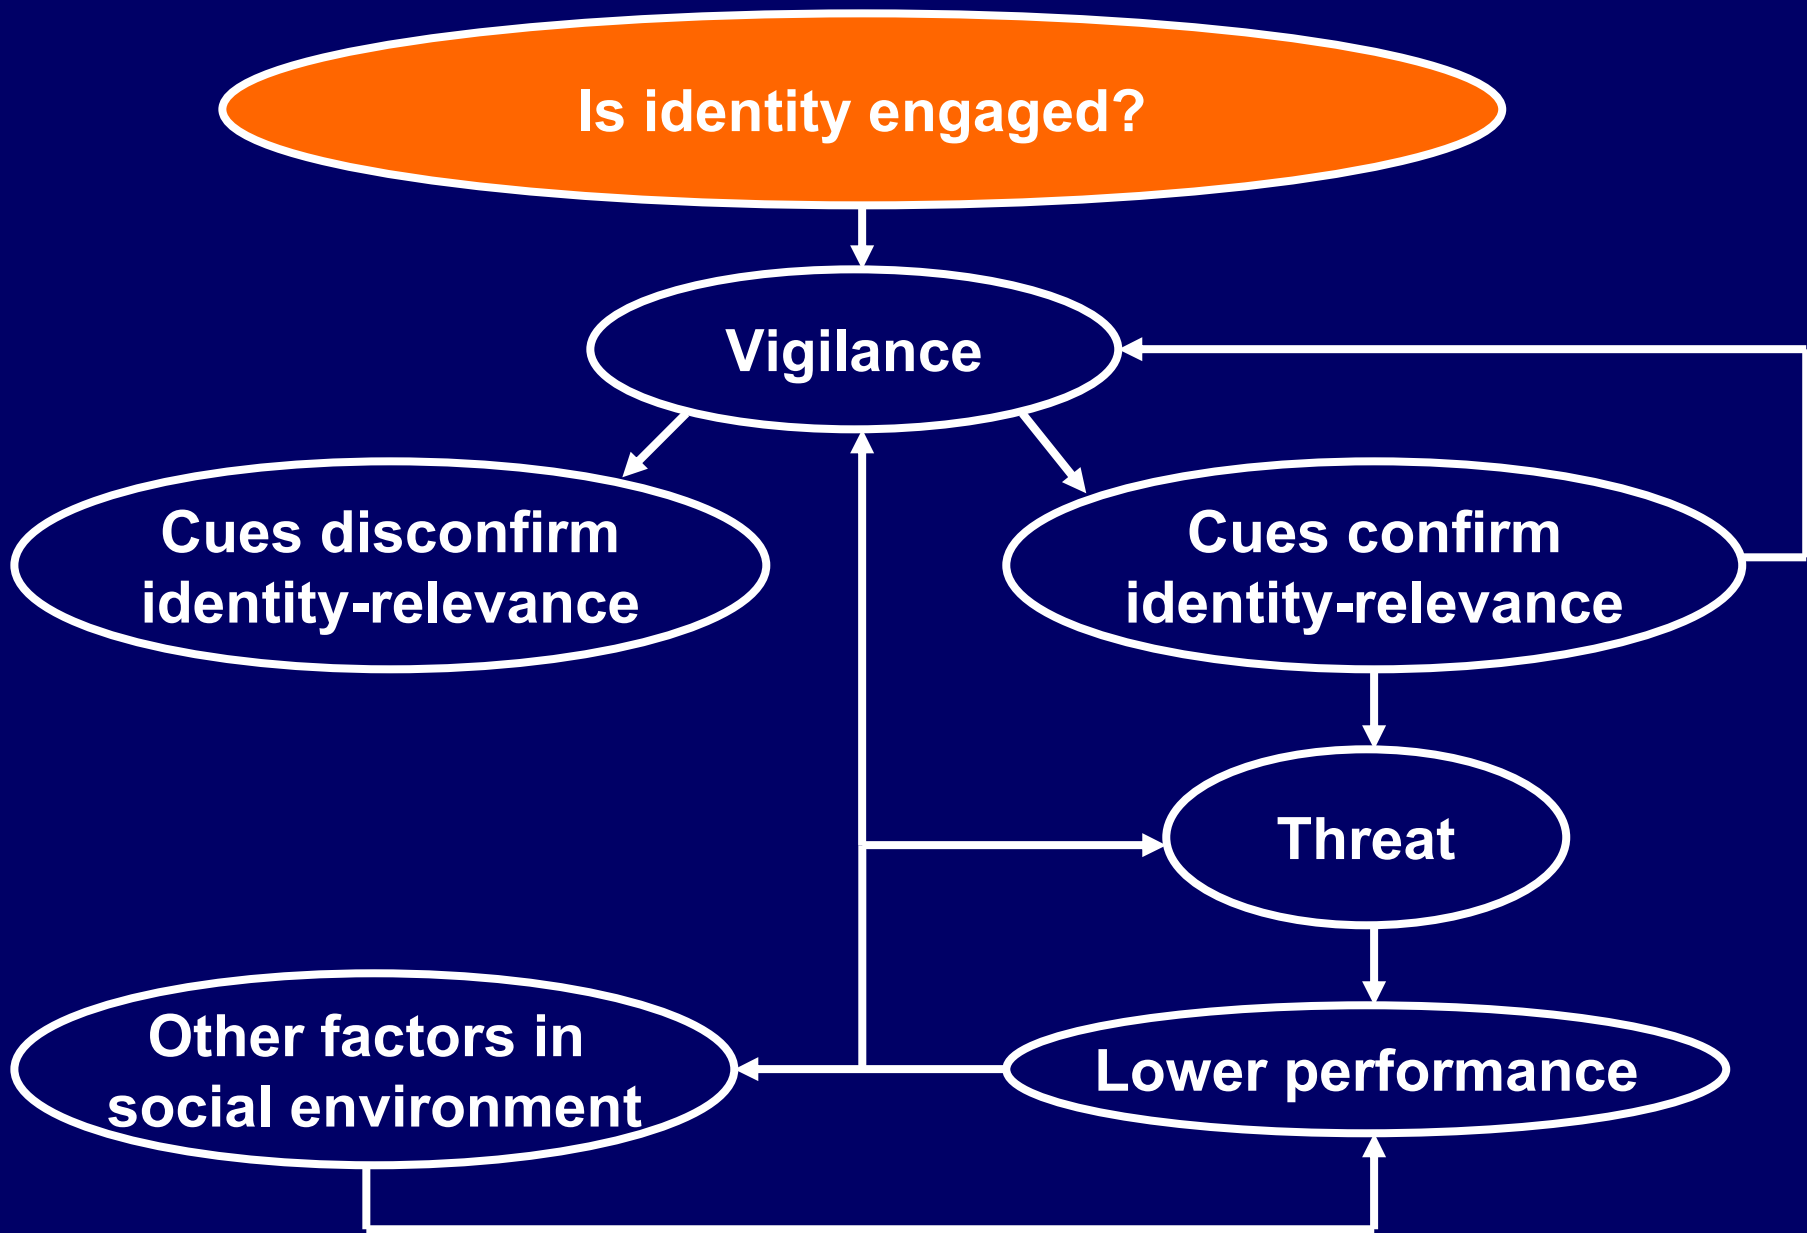 Is identity engaged?
Vigilance
Cues disconfirm
identity-relevance
Cues confirm
identity-relevance
Threat
Other factors in
social environment
Lower performance